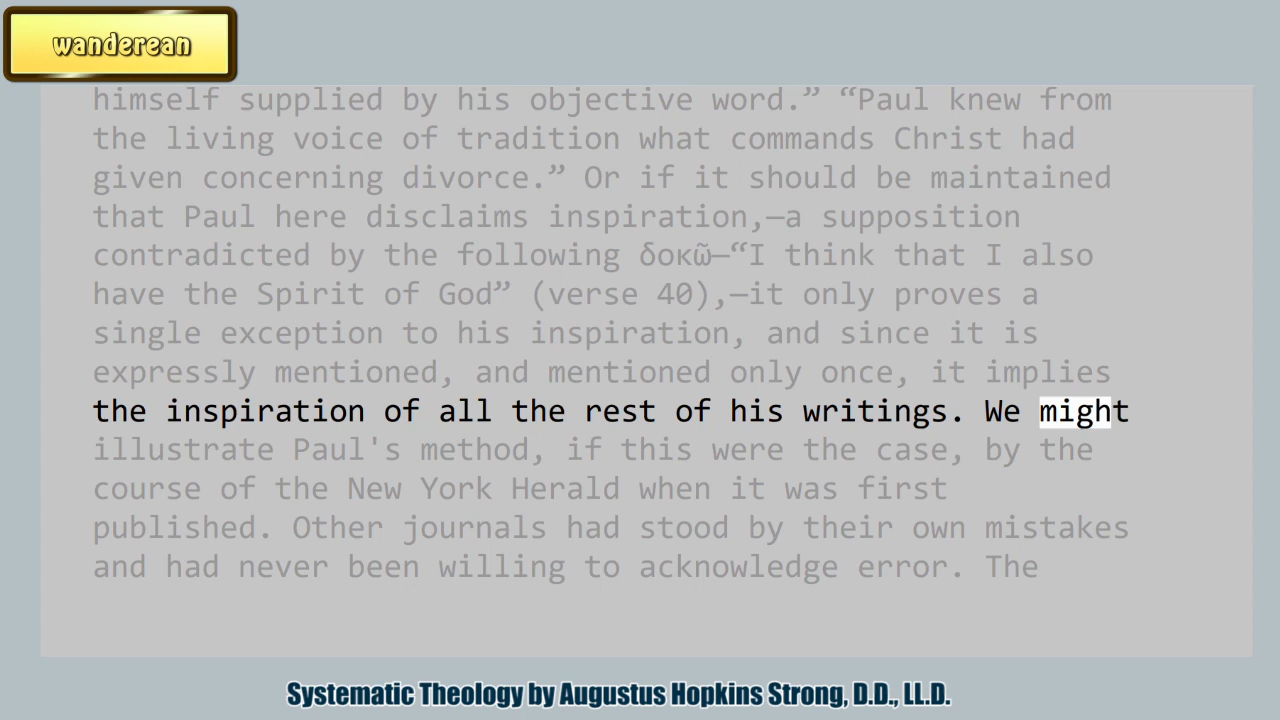 wanderean
himself supplied by his objective word.” “Paul knew from
the living voice of tradition what commands Christ had
given concerning divorce.” Or if it should be maintained
that Paul here disclaims inspiration,—a supposition
contradicted by the following δοκῶ—“I think that I also
have the Spirit of God” (verse 40),—it only proves a
single exception to his inspiration, and since it is
expressly mentioned, and mentioned only once, it implies
the inspiration of all the rest of his writings. We might
illustrate Paul's method, if this were the case, by the
course of the New York Herald when it was first
published. Other journals had stood by their own mistakes
and had never been willing to acknowledge error. The
Systematic Theology by Augustus Hopkins Strong, D.D., LL.D.